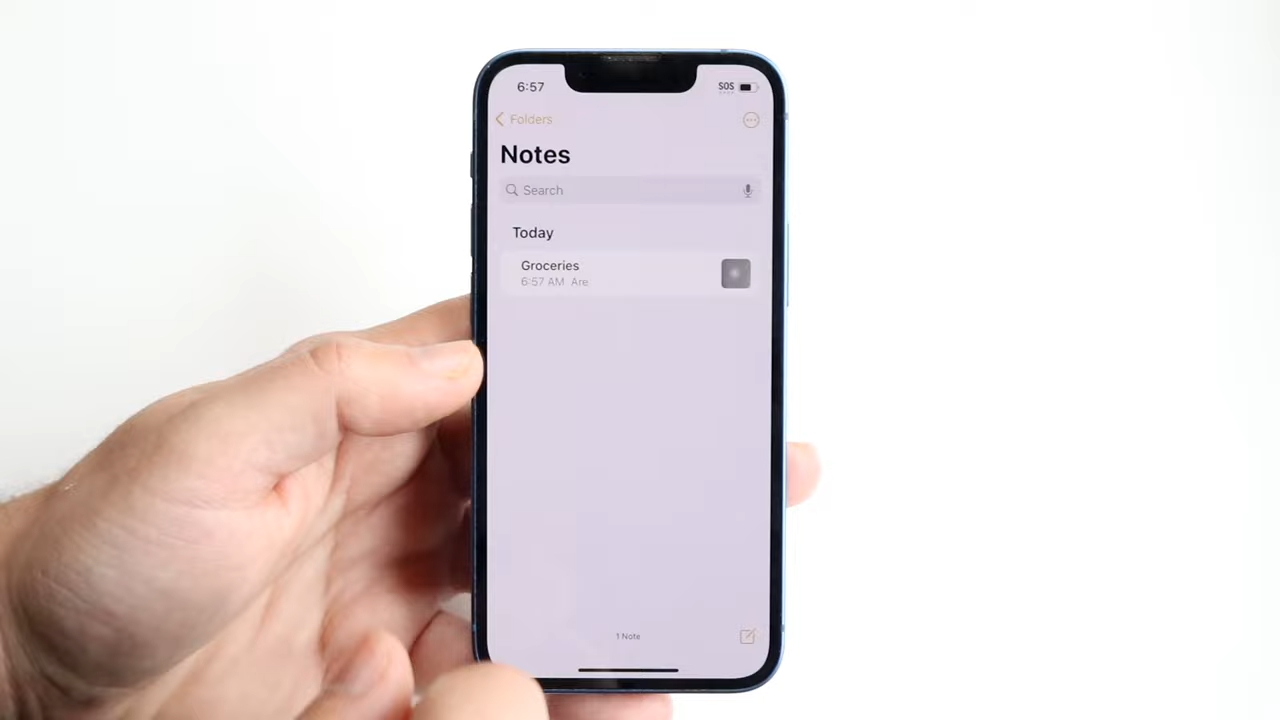 6:57
SOS
Folders
Notes
Search
Today
Groceries
6:57 AM Are
1 Note